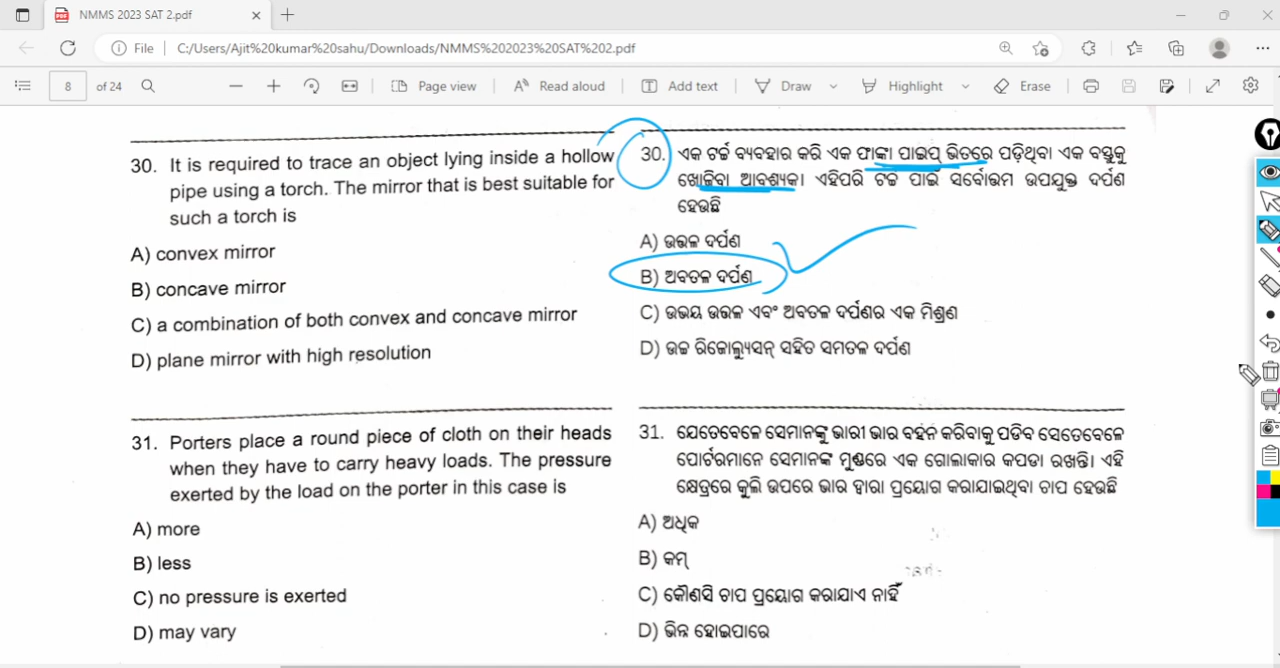 NMMS 2023 SAT 2.pdf
File
C:/Users/Ajit%20kumar%20sahu/Downloads/NMMS%202023%20SAT%202.pdf
8 of 24
Page view
Read aloud
Add text
Draw
Highlight
Erase
30. It is required to trace an object lying inside a hollow
pipe using a torch. The mirror that is best suitable for
such a torch is
A) convex mirror
B) concave mirror
C) a combination of both convex and concave mirror
D) plane mirror with high resolution
31. Porters place a round piece of cloth on their heads
when they have to carry heavy loads. The pressure
exerted by the load on the porter in this case is
A) more
B) less
C) no pressure is exerted
D) may vary
30. ଏକ ଟର୍ଚ୍ଚ ବ୍ୟବହାର କରି ଏକ ଫାଙ୍କା ପାଇପ୍ ଭିତରେ ପଡ଼ିଥିବା ଏକ ବସ୍ତୁକୁ
ଖୋଜିବା ଆବଶ୍ୟକ। ଏହିପରି ଟର୍ଚ୍ଚ ପାଇଁ ସର୍ବୋତ୍ତମ ଉପଯୁକ୍ତ ଦର୍ପଣ
ହେଉଛି
A) ଉତ୍ତଳ ଦର୍ପଣ
B) ଅବତଳ ଦର୍ପଣ
C) ଉଭୟ ଉତ୍ତଳ ଏବଂ ଅବତଳ ଦର୍ପଣର ଏକ ମିଶ୍ରଣ
D) ଉଚ୍ଚ ରିଜୋଲ୍ୟୁସନ୍ ସହିତ ସମତଳ ଦର୍ପଣ
31. ଯେତେବେଳେ ସେମାନଙ୍କୁ ଭାରୀ ଭାର ବହନ କରିବାକୁ ପଡିବ ସେତେବେଳେ
ପୋର୍ଟରମାନେ ସେମାନଙ୍କ ମୁଣ୍ଡରେ ଏକ ଗୋଲାକାର କପଡା ରଖନ୍ତି। ଏହି
କ୍ଷେତ୍ରରେ କୁଲି ଉପରେ ଭାର ଦ୍ଵାରା ପ୍ରୟୋଗ କରାଯାଇଥିବା ଚାପ ହେଉଛି
A) ଅଧିକ
B) କମ୍
C) କୌଣସି ଚାପ ପ୍ରୟୋଗ କରାଯାଏ ନାହିଁ
D) ଭିନ୍ନ ହୋଇପାରେ